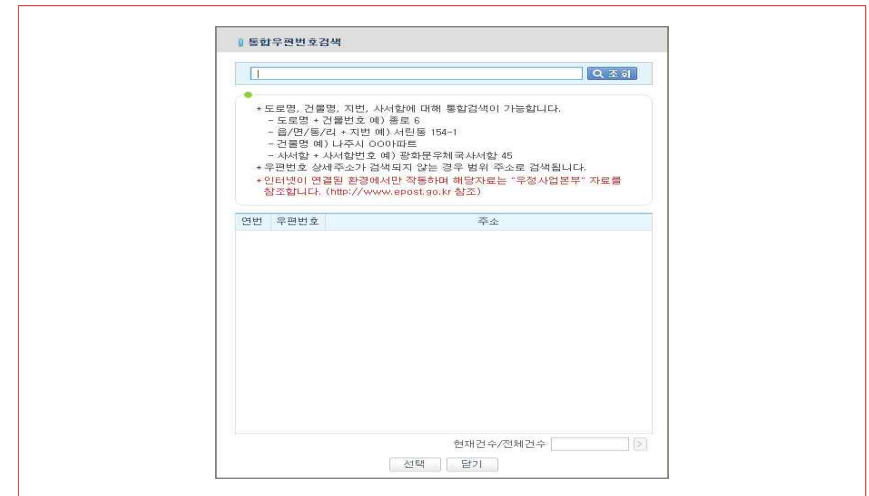 통합우편번호검색
조회
+ 도로명, 건물명, 지번, 사서함에 대해 통합검색이 가능합니다.
- 도로명 + 건물번호 예) 종로 6
- 읍/면/동/리 + 지번 예) 서린동 154-1
- 건물명 예) 나주시 OO아파트
- 사서함 + 사서함번호 예) 광화문우체국사서함 45
+ 우편번호 상세주소가 검색되지 않는 경우 범위 주소로 검색됩니다.
+ 인터넷이 연결된 환경에서만 작동하며 해당자료는 "우정사업본부" 자료를
참조합니다. (http://www.epost.go.kr 참조)
연번 우편번호 주소
현재건수/전체건수 >
선택 닫기